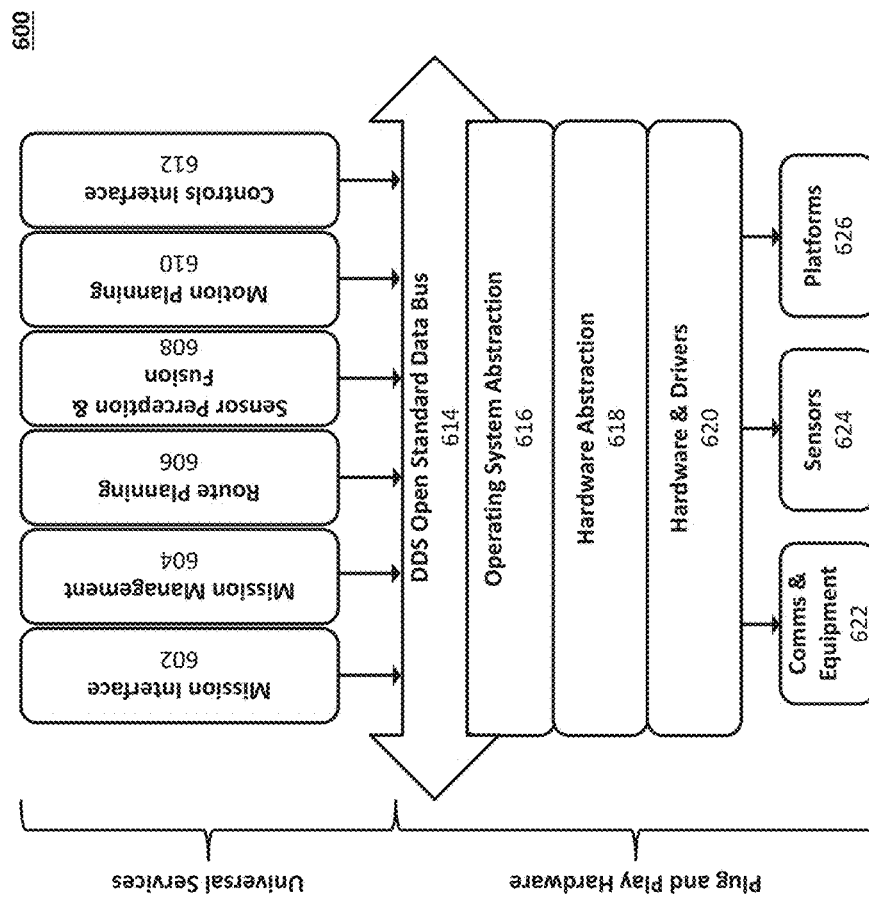 600
Universal Services
Mission Interface
602
Mission Management
604
Route Planning
606
Sensor Perception &
Fusion
608
Motion Planning
610
Controls Interface
612
Plug and Play Hardware
DDS Open Standard Data Bus
614
Operating System Abstraction
616
Hardware Abstraction
618
Hardware & Drivers
620
Comms &
Equipment
622
Sensors
624
Platforms
626